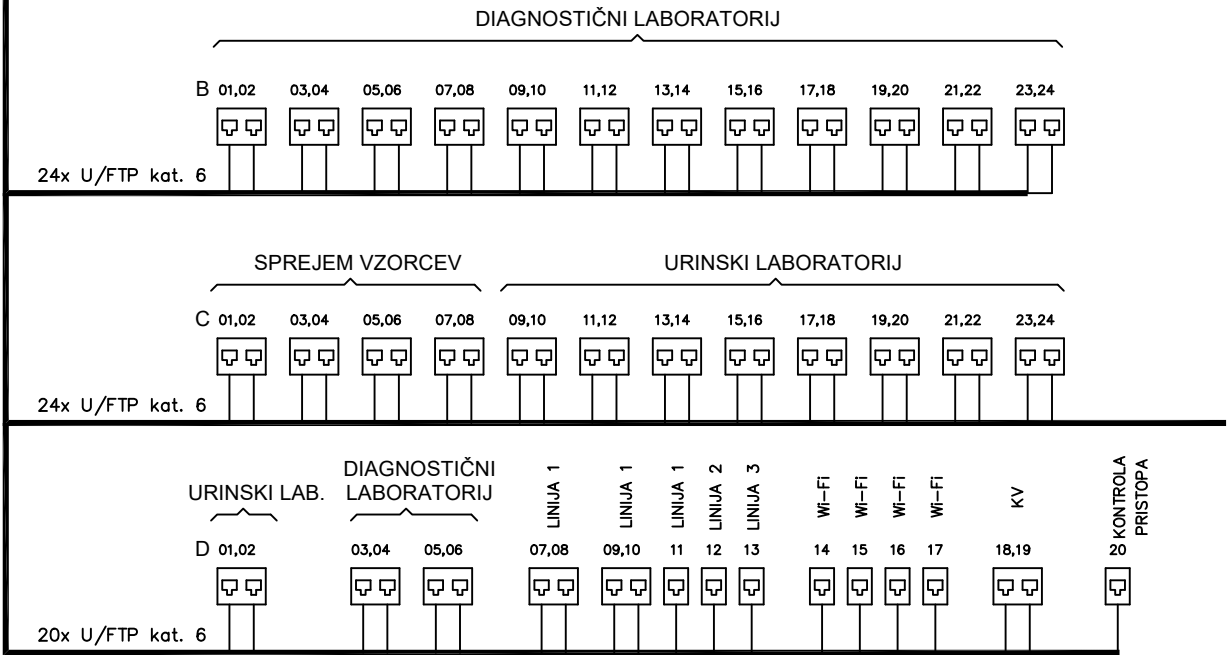 DIAGNOSTIČNI LABORATORIJ
B 01,02 03,04 05,06 07,08 09,10 11,12 13,14 15,16 17,18 19,20 21,22 23,24
24x U/FTP kat. 6
SPREJEM VZORCEV URINSKI LABORATORIJ
C 01,02 03,04 05,06 07,08 09,10 11,12 13,14 15,16 17,18 19,20 21,22 23,24
24x U/FTP kat. 6
URINSKI LAB.
DIAGNOSTIČNI
LABORATORIJ
LINIJA 1
LINIJA 1
LINIJA 1
LINIJA 2
LINIJA 3
Wi-Fi
Wi-Fi
Wi-Fi
Wi-Fi
KV
KONTROLA
PRISTOPA
D 01,02 03,04 05,06 07,08 09,10 11 12 13 14 15 16 17 18,19 20
20x U/FTP kat. 6